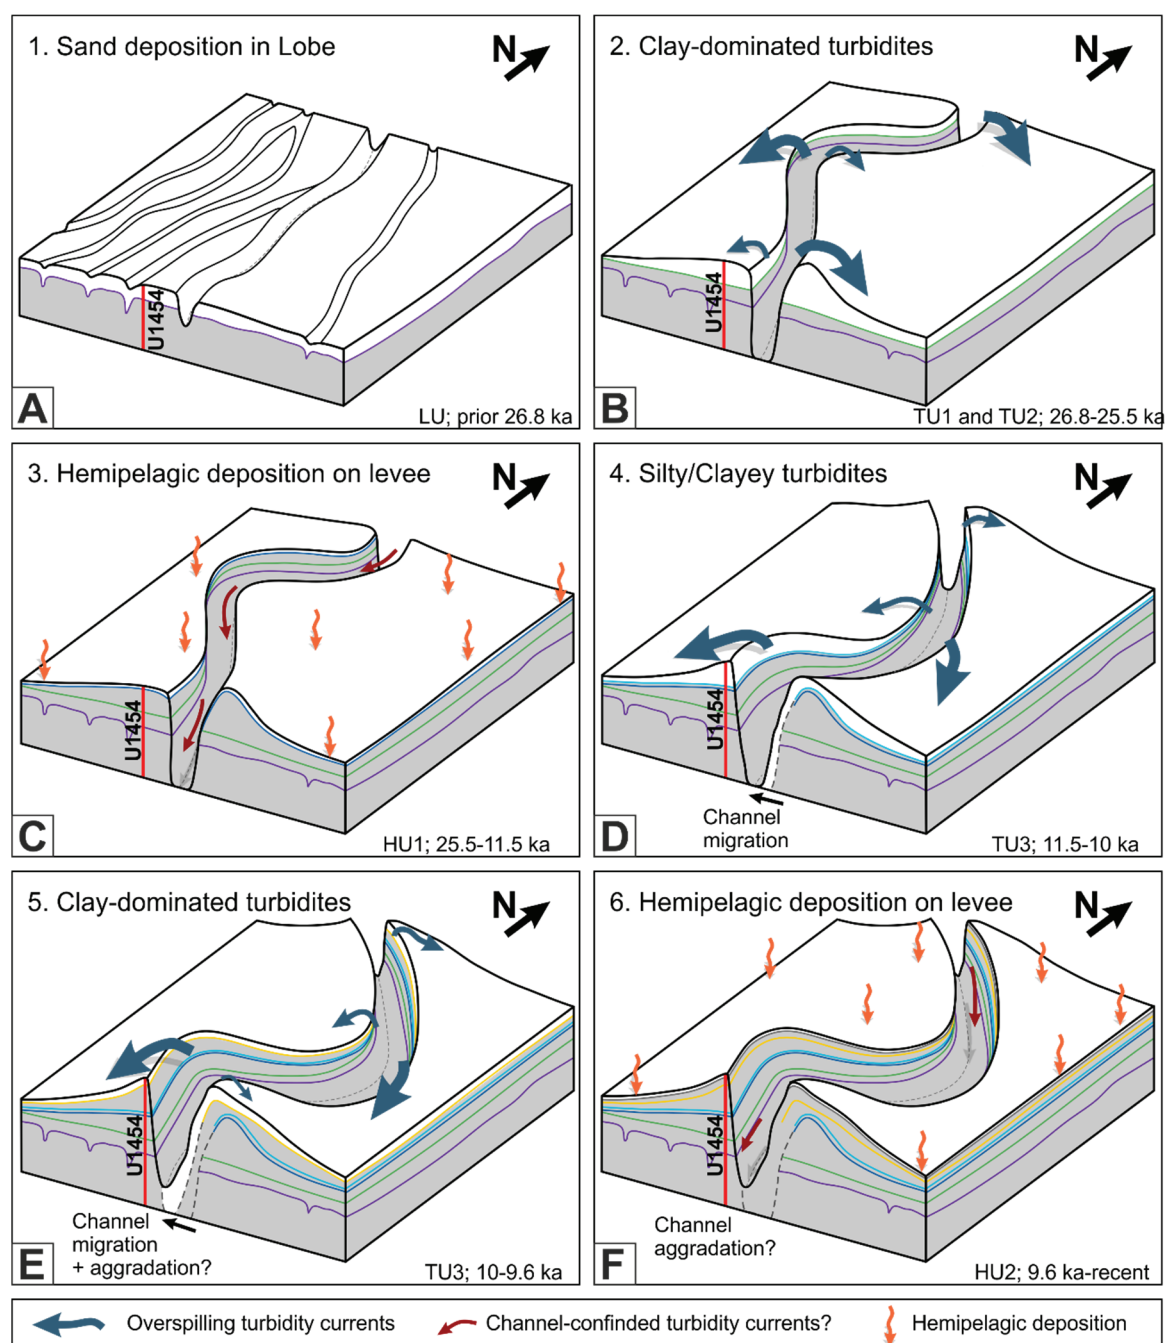 1. Sand deposition in Lobe
N
U1454
A
LU; prior 26.8 ka
2. Clay-dominated turbidites
N
U1454
B
TU1 and TU2; 26.8-25.5 ka
3. Hemipelagic deposition on levee
N
U1454
C
HU1; 25.5-11.5 ka
4. Silty/Clayey turbidites
N
U1454
Channel
migration
D
TU3; 11.5-10 ka
5. Clay-dominated turbidites
N
U1454
Channel
migration
+ aggradation?
E
TU3; 10-9.6 ka
6. Hemipelagic deposition on levee
N
U1454
Channel
aggradation?
F
HU2; 9.6 ka-recent
Overspilling turbidity currents
Channel-confinded turbidity currents?
Hemipelagic deposition